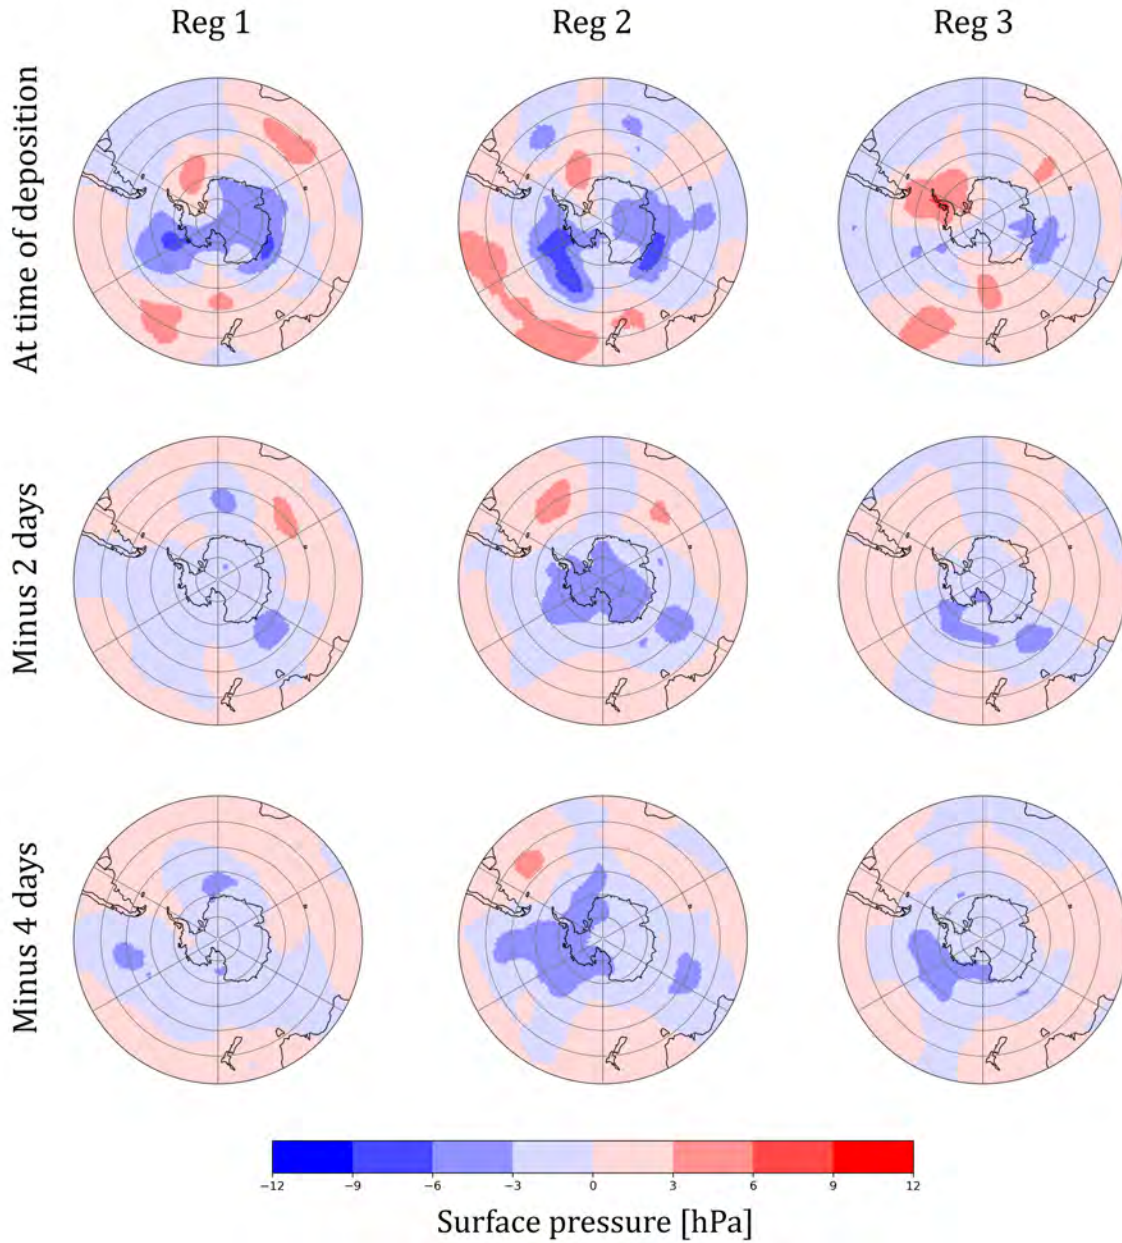 Reg 1 Reg 2 Reg 3
At time of deposition
Minus 2 days
Minus 4 days
−12 −9 −6 −3 0 3 6 9 12
Surface pressure [hPa]